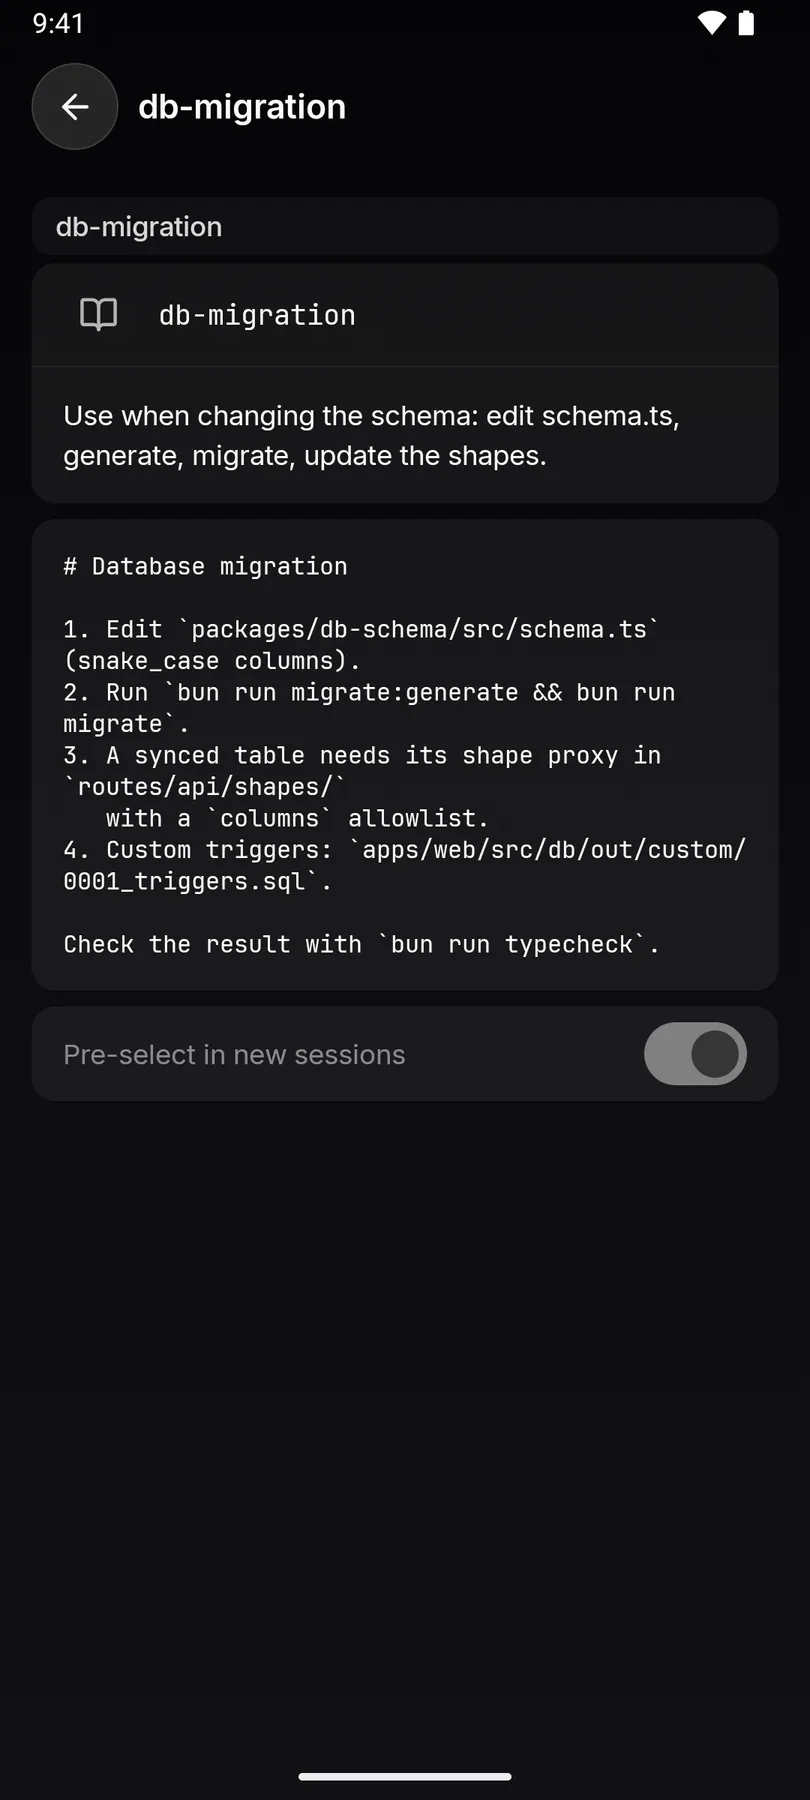 9:41
db-migration
db-migration
db-migration
Use when changing the schema: edit schema.ts,
generate, migrate, update the shapes.
# Database migration
1. Edit `packages/db-schema/src/schema.ts`
(snake_case columns).
2. Run `bun run migrate:generate && bun run
migrate`.
3. A synced table needs its shape proxy in
`routes/api/shapes/`
   with a `columns` allowlist.
4. Custom triggers: `apps/web/src/db/out/custom/
0001_triggers.sql`.
Check the result with `bun run typecheck`.
Pre-select in new sessions